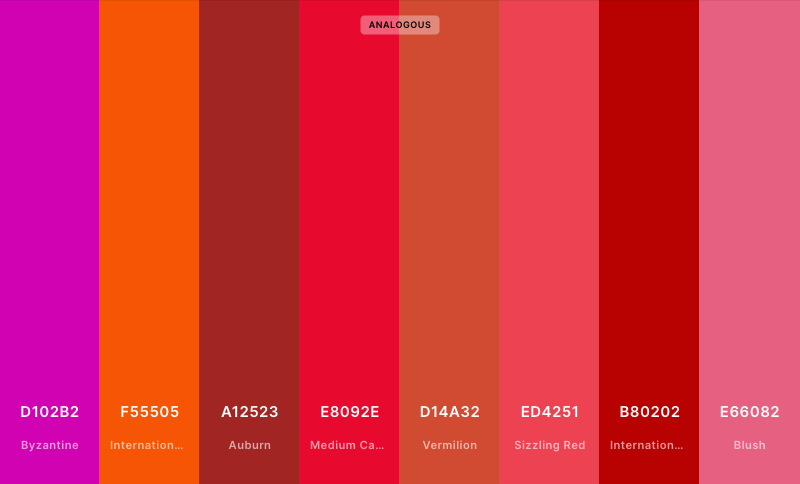 ANALOGOUS
D102B2 F55505 A12523 E8092E D14A32 ED4251 B80202 E66082
Byzantine Internation... Auburn Medium Ca... Vermilion Sizzling Red Internation... Blush